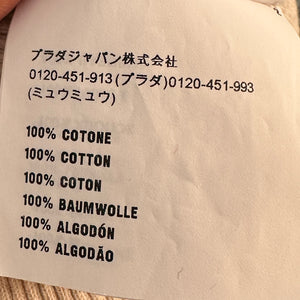 プラダジャパン株式会社
0120-451-913(プラダ)0120-451-993
(ミュウミュウ)
100% COTONE
100% COTTON
100% COTON
100% BAUMWOLLE
100% ALGODÓN
100% ALGODÃO